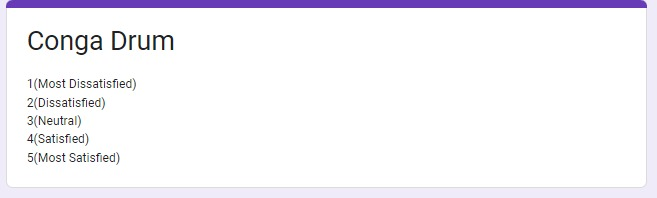 Conga Drum
1(Most Dissatisfied)
2(Dissatisfied)
3(Neutral)
4(Satisfied)
5(Most Satisfied)